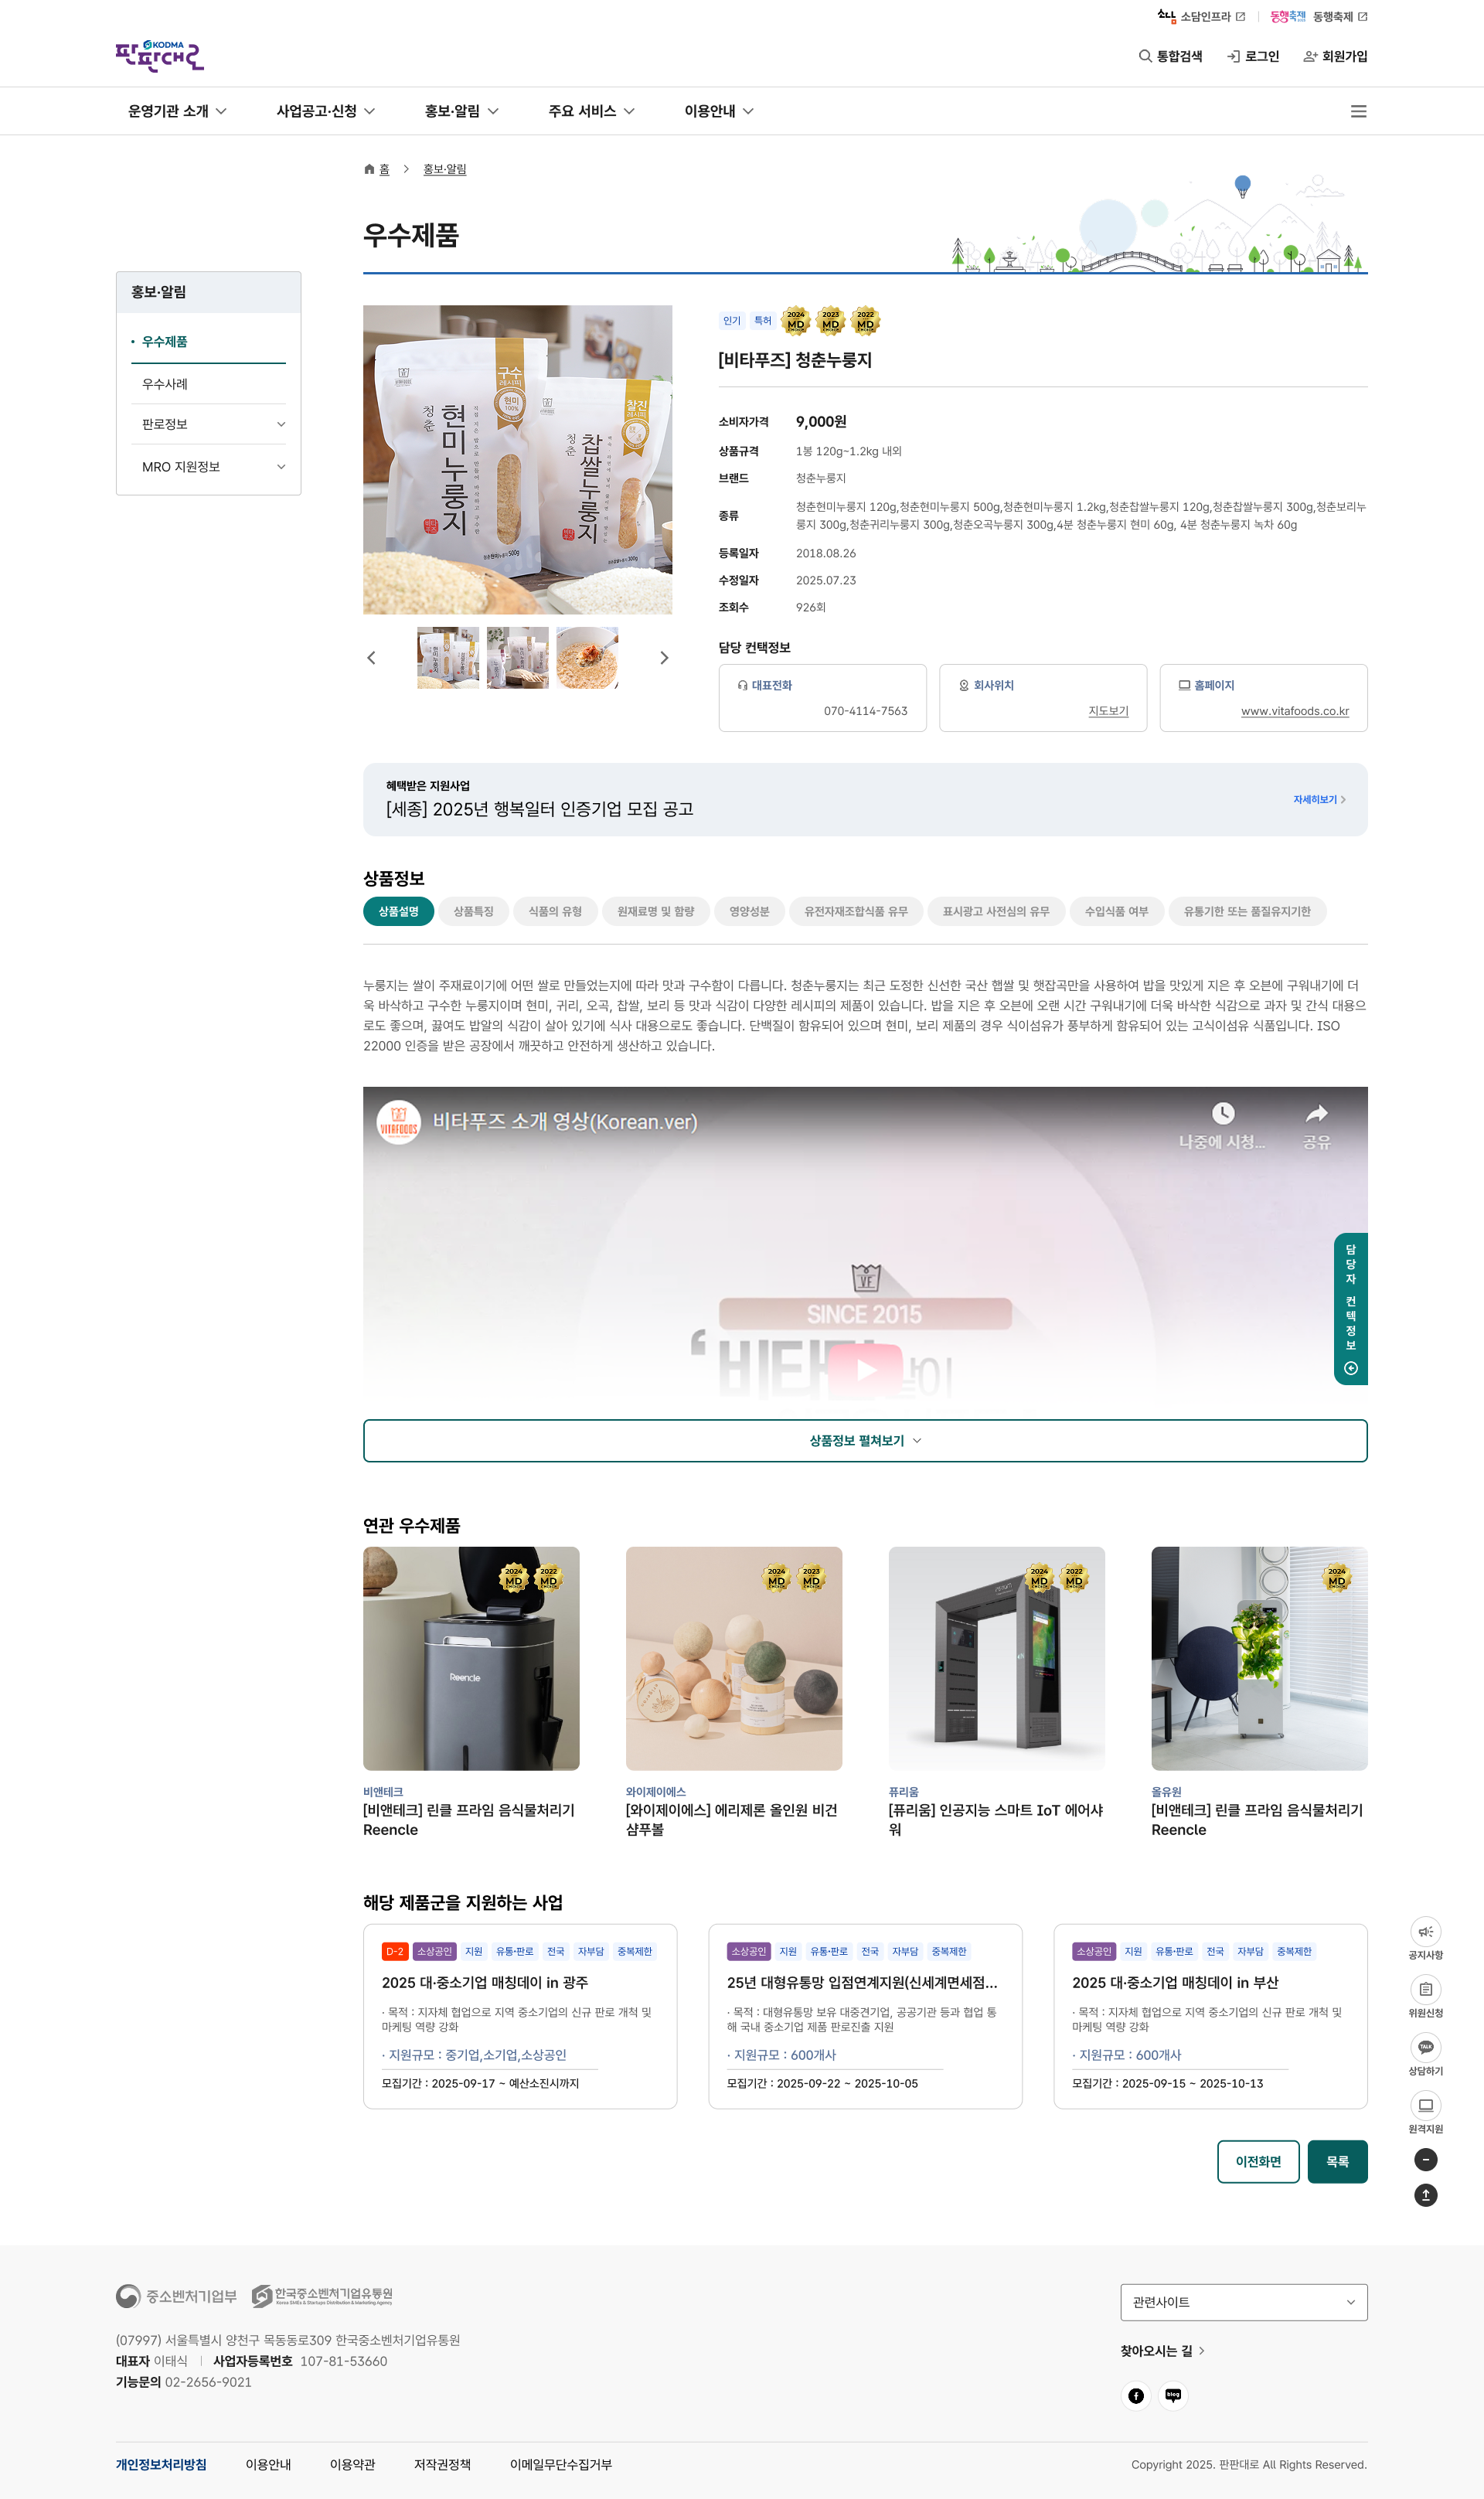 소담인프라
동행축제 동행축제
KODMA
판판대로
통합검색
로그인
회원가입
운영기관 소개
사업공고·신청
홍보·알림
주요 서비스
이용안내
홈
홍보·알림
우수제품
홍보·알림
우수제품
우수사례
판로정보
MRO 지원정보
구수 레시피
현미 100%
청춘
현미누룽지
청춘현미누룽지 500g
찰진 레시피
청춘
찹쌀누룽지
인기
특허
2024 MD
2023 MD
2022 MD
[비타푸즈] 청춘누룽지
소비자가격 9,000원
상품규격 1봉 120g~1.2kg 내외
브랜드 청춘누룽지
종류 청춘현미누룽지 120g,청춘현미누룽지 500g,청춘현미누룽지 1.2kg,청춘찹쌀누룽지 120g,청춘찹쌀누룽지 300g,청춘보리누
룽지 300g,청춘귀리누룽지 300g,청춘오곡누룽지 300g,4분 청춘누룽지 현미 60g, 4분 청춘누룽지 녹차 60g
등록일자 2018.08.26
수정일자 2025.07.23
조회수 926회
담당 컨택정보
대표전화
070-4114-7563
회사위치
지도보기
홈페이지
www.vitafoods.co.kr
혜택받은 지원사업
[세종] 2025년 행복일터 인증기업 모집 공고
자세히보기
상품정보
상품설명
상품특징
식품의 유형
원재료명 및 함량
영양성분
유전자재조합식품 유무
표시광고 사전심의 유무
수입식품 여부
유통기한 또는 품질유지기한
누룽지는 쌀이 주재료이기에 어떤 쌀로 만들었는지에 따라 맛과 구수함이 다릅니다. 청춘누룽지는 최근 도정한 신선한 국산 햅쌀 및 햇잡곡만을 사용하여 밥을 맛있게 지은 후 오븐에 구워내기에 더
욱 바삭하고 구수한 누룽지이며 현미, 귀리, 오곡, 찹쌀, 보리 등 맛과 식감이 다양한 레시피의 제품이 있습니다. 밥을 지은 후 오븐에 오랜 시간 구워내기에 더욱 바삭한 식감으로 과자 및 간식 대용으
로도 좋으며, 끓여도 밥알의 식감이 살아 있기에 식사 대용으로도 좋습니다. 단백질이 함유되어 있으며 현미, 보리 제품의 경우 식이섬유가 풍부하게 함유되어 있는 고식이섬유 식품입니다. ISO
22000 인증을 받은 공장에서 깨끗하고 안전하게 생산하고 있습니다.
VITAFOODS
비타푸즈 소개 영상(Korean.ver)
나중에 시청...
공유
VF
SINCE 2015
담당자 컨텍정보
상품정보 펼쳐보기
연관 우수제품
2024 MD
2022 MD
Reencle
2024 MD
2023 MD
2024 MD
2022 MD
2024 MD
비앤테크
[비앤테크] 린클 프라임 음식물처리기
Reencle
와이제이에스
[와이제이에스] 에리제론 올인원 비건
샴푸볼
퓨리움
[퓨리움] 인공지능 스마트 IoT 에어샤
워
올유원
[비앤테크] 린클 프라임 음식물처리기
Reencle
해당 제품군을 지원하는 사업
D-2 소상공인 지원 유통·판로 전국 자부담 중복제한
2025 대·중소기업 매칭데이 in 광주
· 목적 : 지자체 협업으로 지역 중소기업의 신규 판로 개척 및
마케팅 역량 강화
· 지원규모 : 중기업,소기업,소상공인
모집기간 : 2025-09-17 ~ 예산소진시까지
소상공인 지원 유통·판로 전국 자부담 중복제한
25년 대형유통망 입점연계지원(신세계면세점...
· 목적 : 대형유통망 보유 대중견기업, 공공기관 등과 협업 통
해 국내 중소기업 제품 판로진출 지원
· 지원규모 : 600개사
모집기간 : 2025-09-22 ~ 2025-10-05
소상공인 지원 유통·판로 전국 자부담 중복제한
2025 대·중소기업 매칭데이 in 부산
· 목적 : 지자체 협업으로 지역 중소기업의 신규 판로 개척 및
마케팅 역량 강화
· 지원규모 : 600개사
모집기간 : 2025-09-15 ~ 2025-10-13
공지사항
위원신청
TALK
상담하기
원격지원
이전화면
목록
중소벤처기업부
한국중소벤처기업유통원
Korea SMEs & Startups Distribution & Marketing Agency
(07997) 서울특별시 양천구 목동동로309 한국중소벤처기업유통원
대표자 이태식 사업자등록번호 107-81-53660
기능문의 02-2656-9021
관련사이트
찾아오시는 길
blog
개인정보처리방침
이용안내
이용약관
저작권정책
이메일무단수집거부
Copyright 2025. 판판대로 All Rights Reserved.